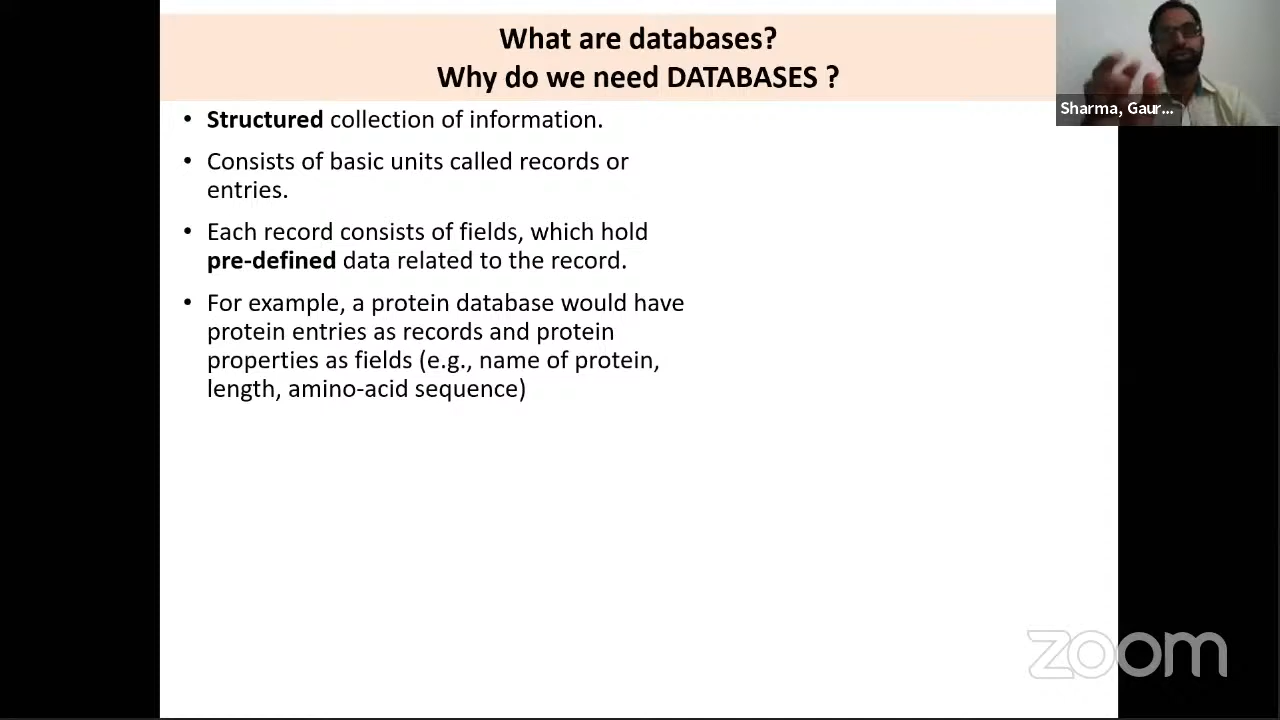 What are databases?
Why do we need DATABASES ?
• Structured collection of information.
• Consists of basic units called records or
entries.
• Each record consists of fields, which hold
pre-defined data related to the record.
• For example, a protein database would have
protein entries as records and protein
properties as fields (e.g., name of protein,
length, amino-acid sequence)
Sharma, Gaur...
zoom